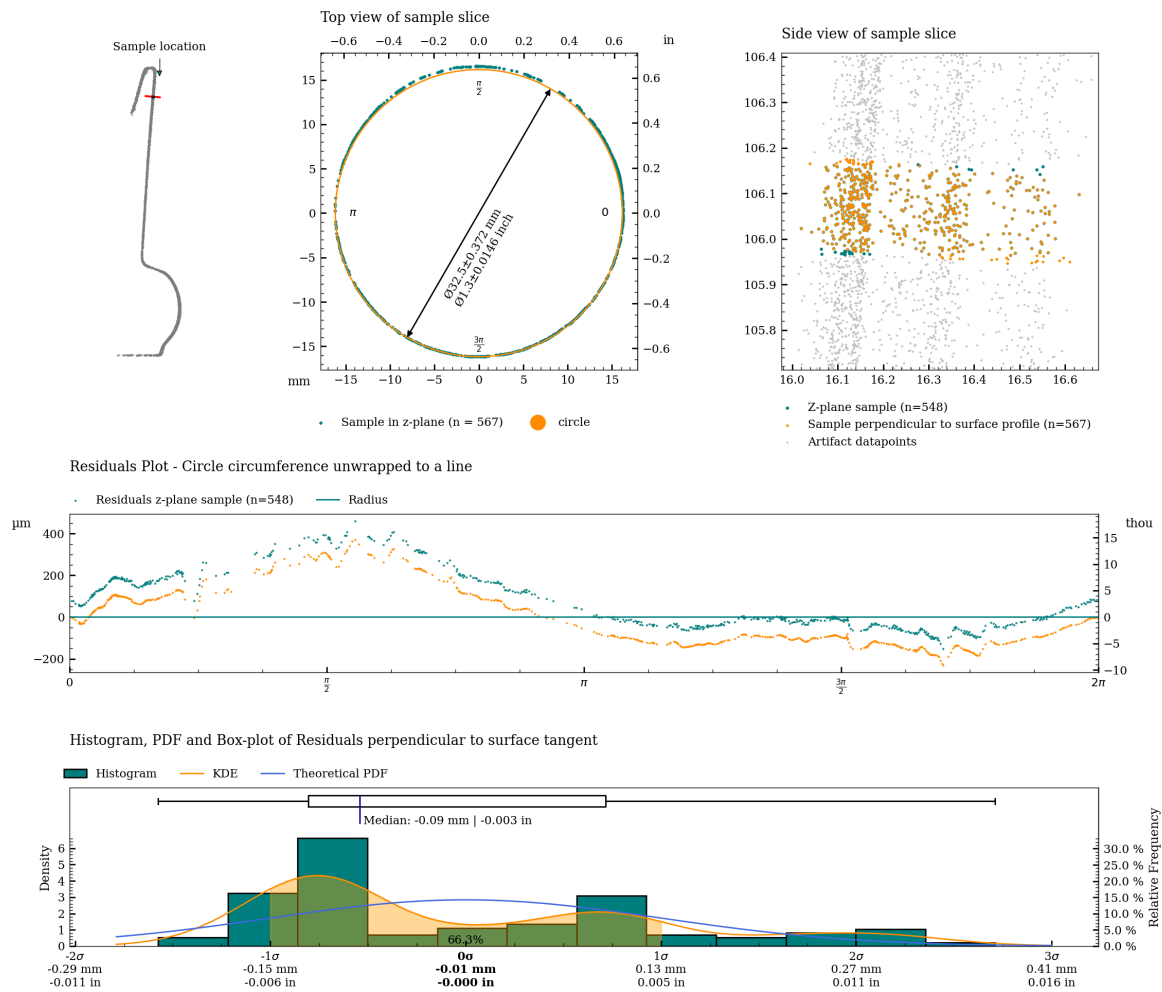 Sample location
Top view of sample slice
−0.6 −0.4 −0.2 0.0 0.2 0.4 0.6 in
15
10
5
0
−5
−10
−15
π/2
π
0
3π/2
Ø32.5±0.372 mm
Ø1.3±0.0146 inch
0.6
0.4
0.2
0.0
−0.2
−0.4
−0.6
mm −15 −10 −5 0 5 10 15
Sample in z-plane (n = 567) circle
Side view of sample slice
106.4
106.3
106.2
106.1
106.0
105.9
105.8
16.0 16.1 16.2 16.3 16.4 16.5 16.6
Z-plane sample (n=548)
Sample perpendicular to surface profile (n=567)
Artifact datapoints
Residuals Plot - Circle circumference unwrapped to a line
Residuals z-plane sample (n=548) Radius
µm
400
200
0
−200
thou
15
10
5
0
−5
−10
0 π/2 π 3π/2 2π
Histogram, PDF and Box-plot of Residuals perpendicular to surface tangent
Histogram KDE Theoretical PDF
Median: -0.09 mm | -0.003 in
Density
6
5
4
3
2
1
0
66.3%
30.0 %
25.0 %
20.0 %
15.0 %
10.0 %
5.0 %
0.0 %
Relative Frequency
-2σ -1σ 0σ 1σ 2σ 3σ
-0.29 mm -0.15 mm -0.01 mm 0.13 mm 0.27 mm 0.41 mm
-0.011 in -0.006 in -0.000 in 0.005 in 0.011 in 0.016 in